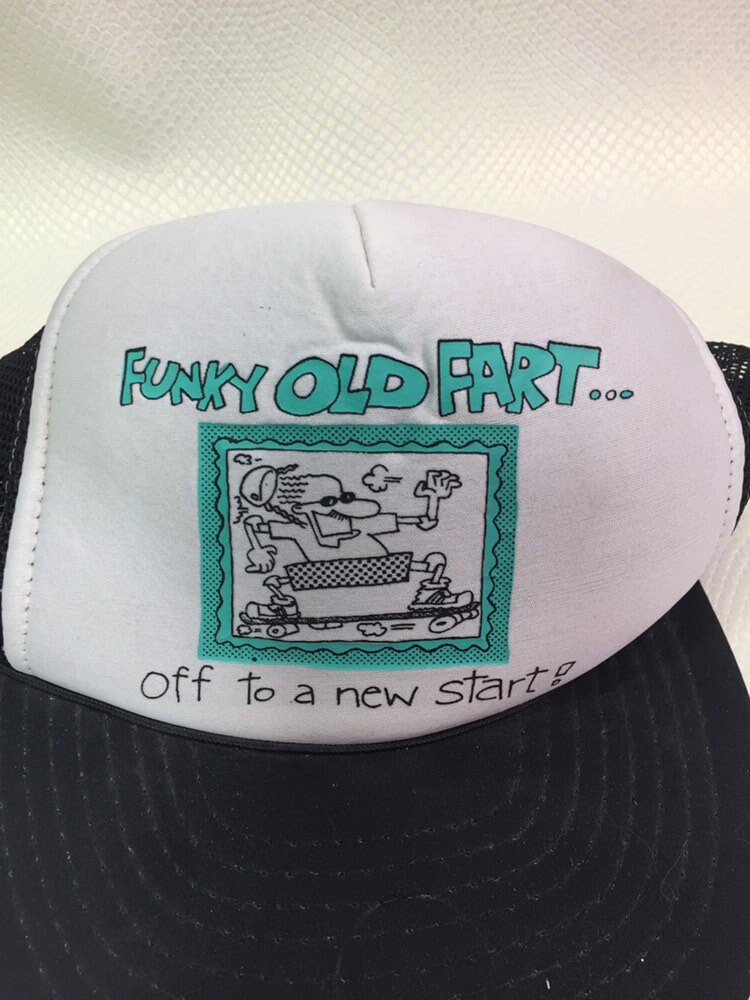 FUNKY OLD FART...
off to a new start!